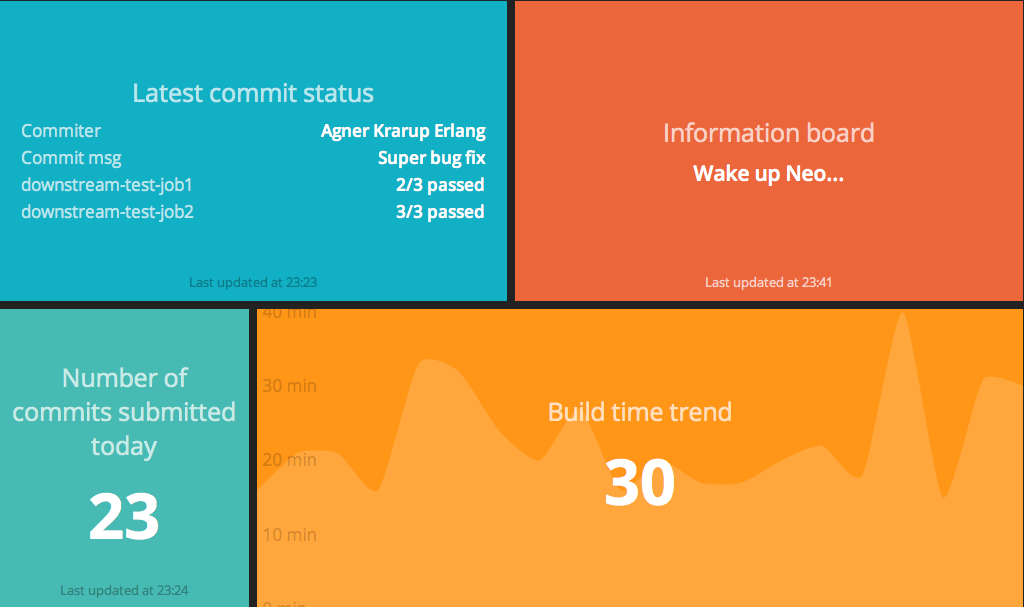 Latest commit status
Commiter Agner Krarup Erlang
Commit msg Super bug fix
downstream-test-job1 2/3 passed
downstream-test-job2 3/3 passed
Last updated at 23:23
Information board
Wake up Neo...
Last updated at 23:41
Number of
commits submitted
today
23
Last updated at 23:24
40 min
30 min
20 min
10 min
0 min
Build time trend
30